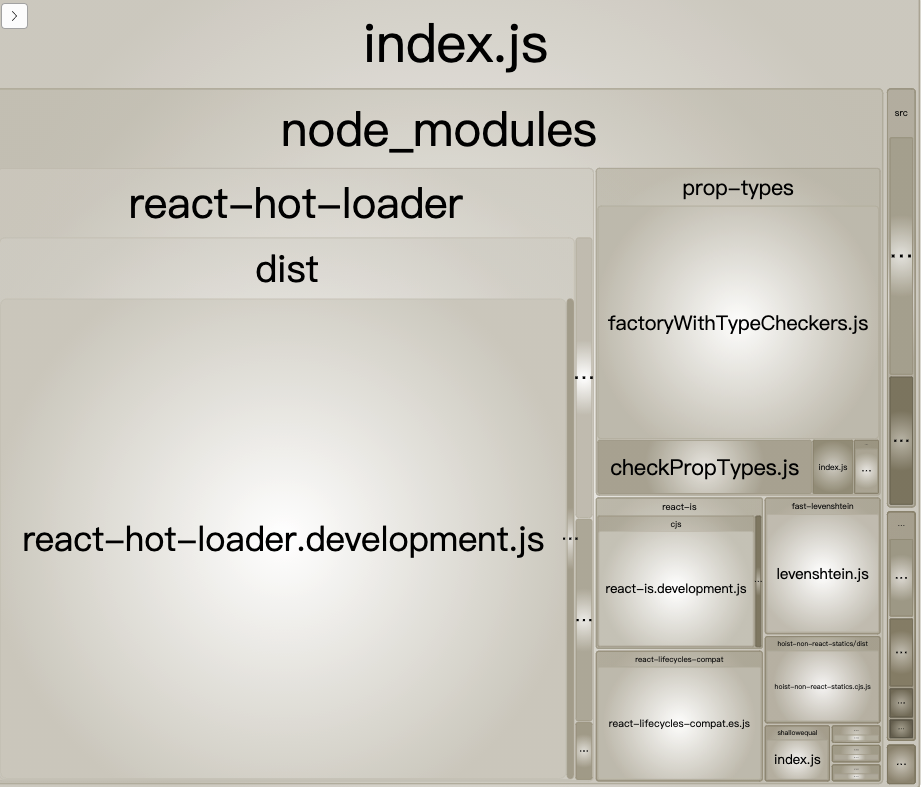 index.js
node_modules
src
react-hot-loader
dist
react-hot-loader.development.js
...
...
...
...
prop-types
factoryWithTypeCheckers.js
checkPropTypes.js
index.js
...
react-is
cjs
react-is.development.js
...
fast-levenshtein
levenshtein.js
react-lifecycles-compat
react-lifecycles-compat.es.js
hoist-non-react-statics/dist
hoist-non-react-statics.cjs.js
shallowequal
index.js
...
...
...
...
...
...
...
...